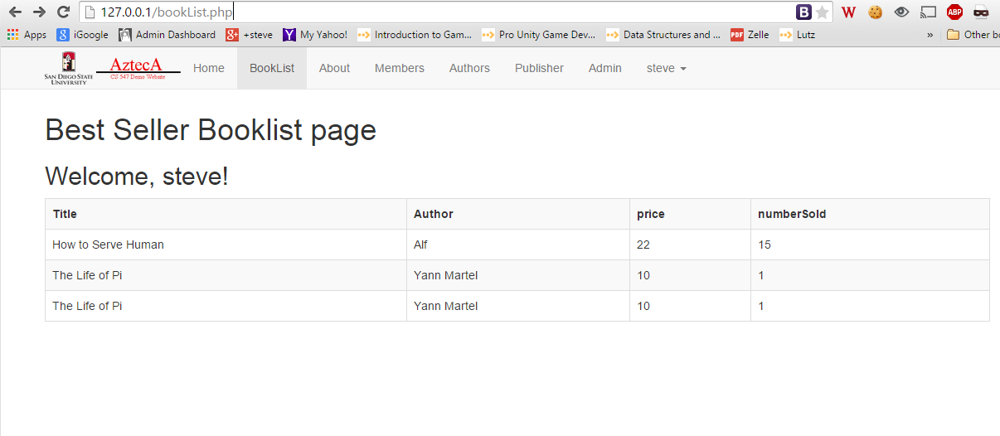 127.0.0.1/bookList.php B W ABP
Apps 8 iGoogle Admin Dashboard g+ +steve Y My Yahoo! Introduction to Gam... Pro Unity Game Dev... Data Structures and ... PDF Zelle Lutz » Other bo
SAN DIEGO STATE
UNIVERSITY
AztecA
CS 547 Demo Website
Home BookList About Members Authors Publisher Admin steve
Best Seller Booklist page
Welcome, steve!
Title Author price numberSold
How to Serve Human Alf 22 15
The Life of Pi Yann Martel 10 1
The Life of Pi Yann Martel 10 1